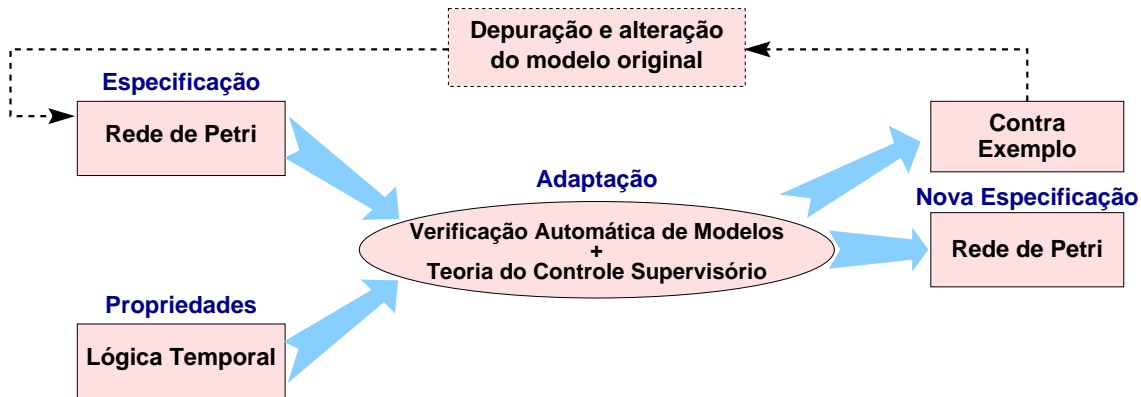 Depuração e alteração
do modelo original
Especificação
Rede de Petri
Contra
Exemplo
Adaptação
Nova Especificação
Verificação Automática de Modelos
+
Teoria do Controle Supervisório
Rede de Petri
Propriedades
Lógica Temporal